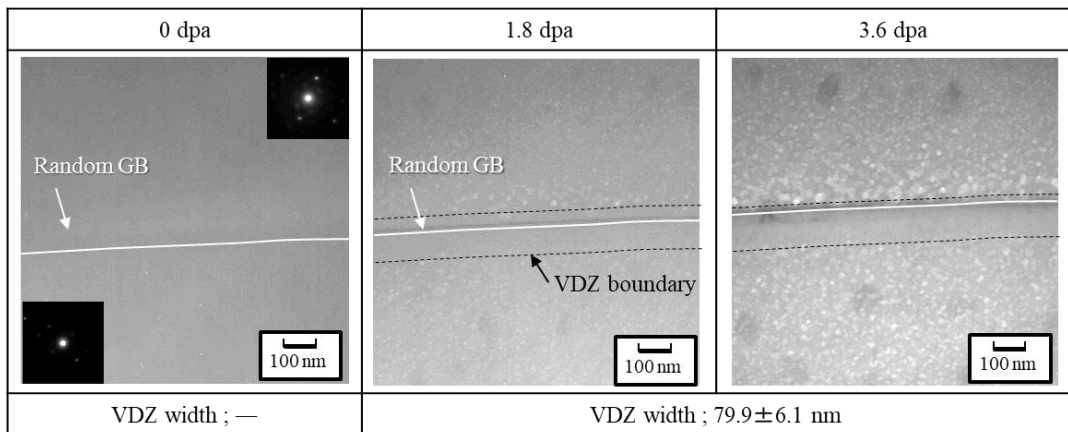 0 dpa
1.8 dpa
3.6 dpa
Random GB
Random GB
VDZ boundary
100 nm
100 nm
100 nm
VDZ width ; —
VDZ width ; 79.9±6.1 nm